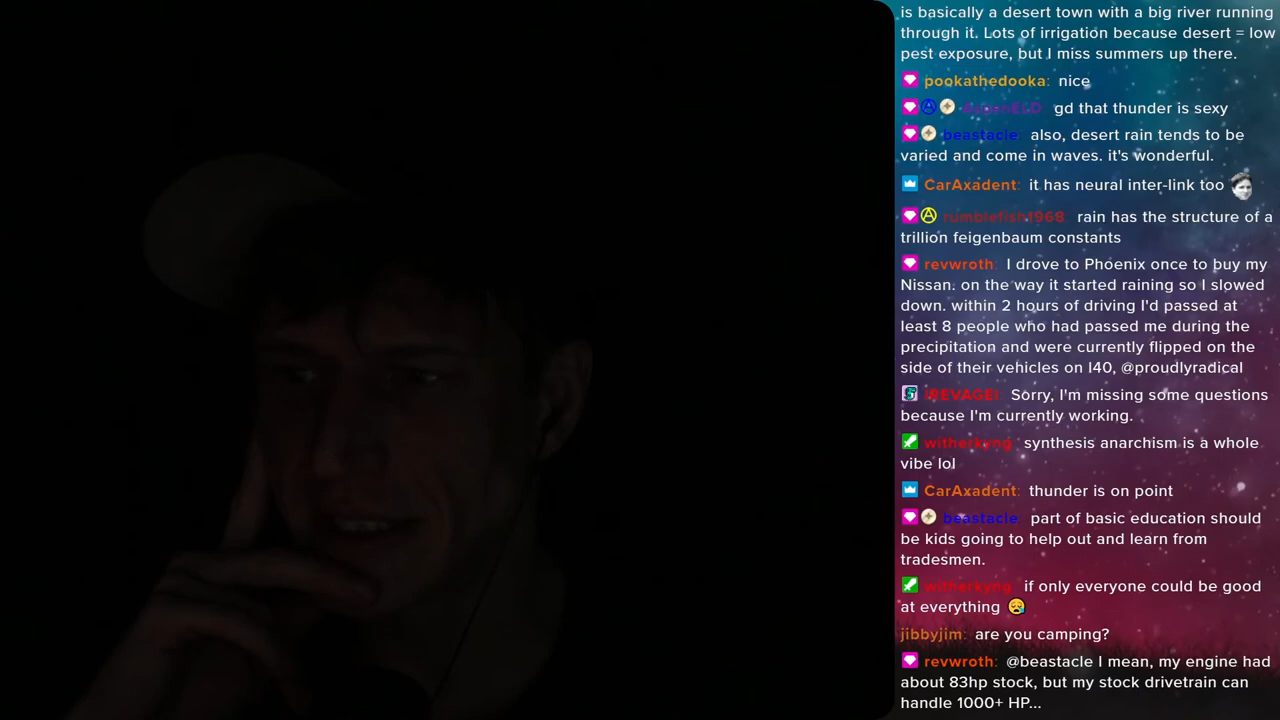 is basically a desert town with a big river running
through it. Lots of irrigation because desert = low
pest exposure, but I miss summers up there.
pookathedooka: nice
AspenELD: gd that thunder is sexy
beastacle: also, desert rain tends to be
varied and come in waves. it's wonderful.
CarAxadent: it has neural inter-link too
rumblefish1968: rain has the structure of a
trillion feigenbaum constants
revwroth: I drove to Phoenix once to buy my
Nissan. on the way it started raining so I slowed
down. within 2 hours of driving I'd passed at
least 8 people who had passed me during the
precipitation and were currently flipped on the
side of their vehicles on I40, @proudlyradical
iREVAGEi: Sorry, I'm missing some questions
because I'm currently working.
witherkyng: synthesis anarchism is a whole
vibe lol
CarAxadent: thunder is on point
beastacle: part of basic education should
be kids going to help out and learn from
tradesmen.
witherkyng: if only everyone could be good
at everything
jibbyjim: are you camping?
revwroth: @beastacle I mean, my engine had
about 83hp stock, but my stock drivetrain can
handle 1000+ HP...